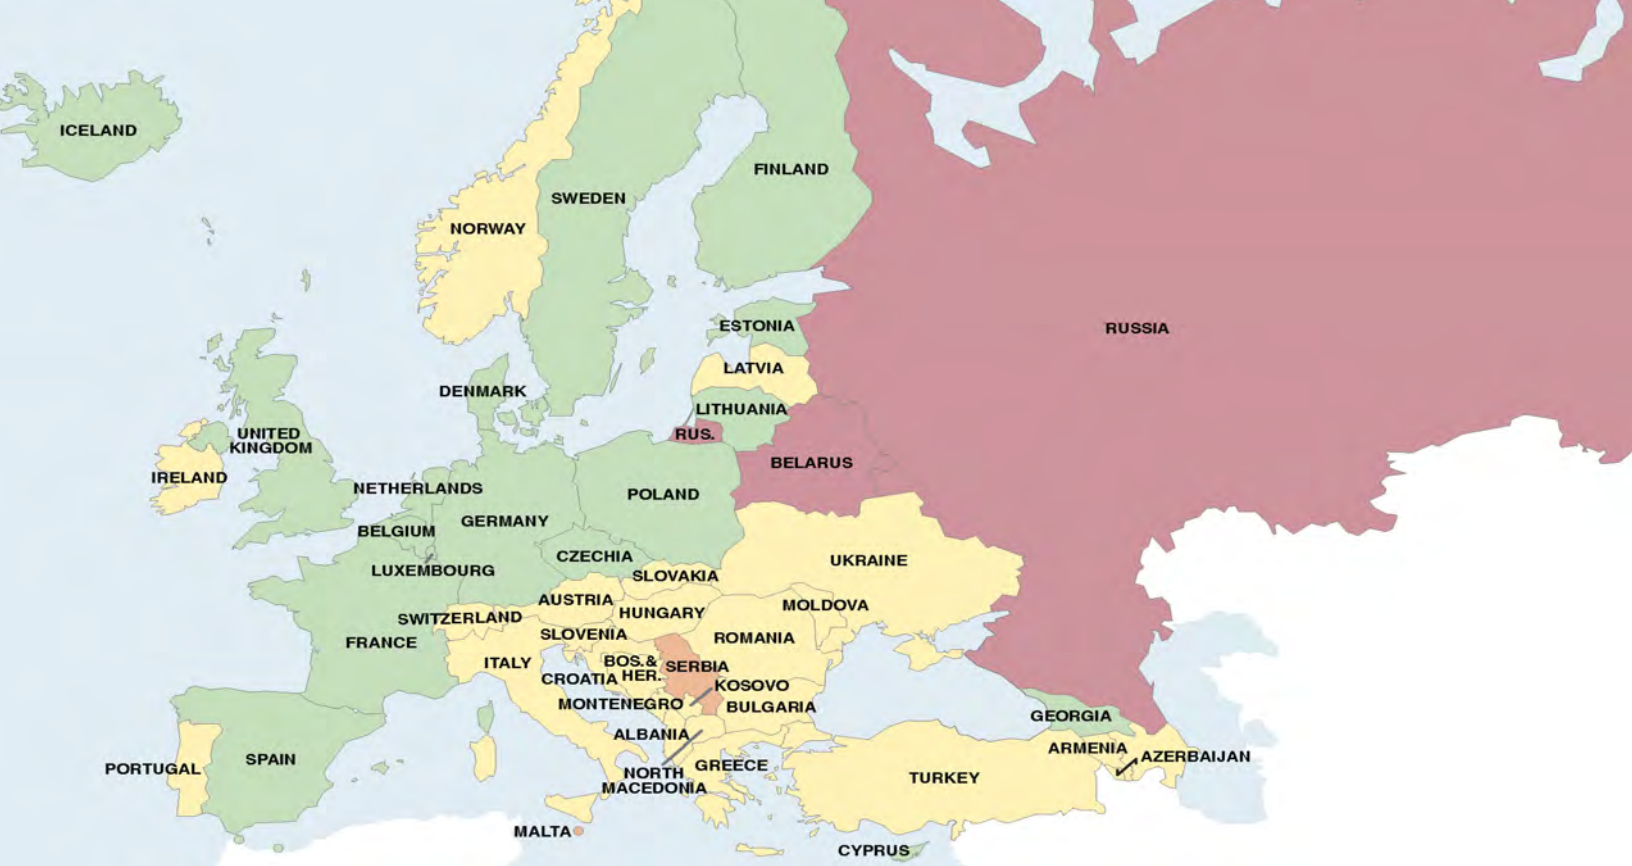 ICELAND
FINLAND
SWEDEN
NORWAY
ESTONIA
RUSSIA
LATVIA
DENMARK
LITHUANIA
RUS.
UNITED
KINGDOM
BELARUS
IRELAND
NETHERLANDS
POLAND
GERMANY
BELGIUM
CZECHIA
UKRAINE
LUXEMBOURG
SLOVAKIA
AUSTRIA
MOLDOVA
HUNGARY
SWITZERLAND
SLOVENIA
ROMANIA
FRANCE
ITALY
BOS.&
HER.
SERBIA
CROATIA
KOSOVO
MONTENEGRO
BULGARIA
GEORGIA
ALBANIA
ARMENIA
AZERBAIJAN
SPAIN
PORTUGAL
GREECE
NORTH
MACEDONIA
TURKEY
MALTA
CYPRUS